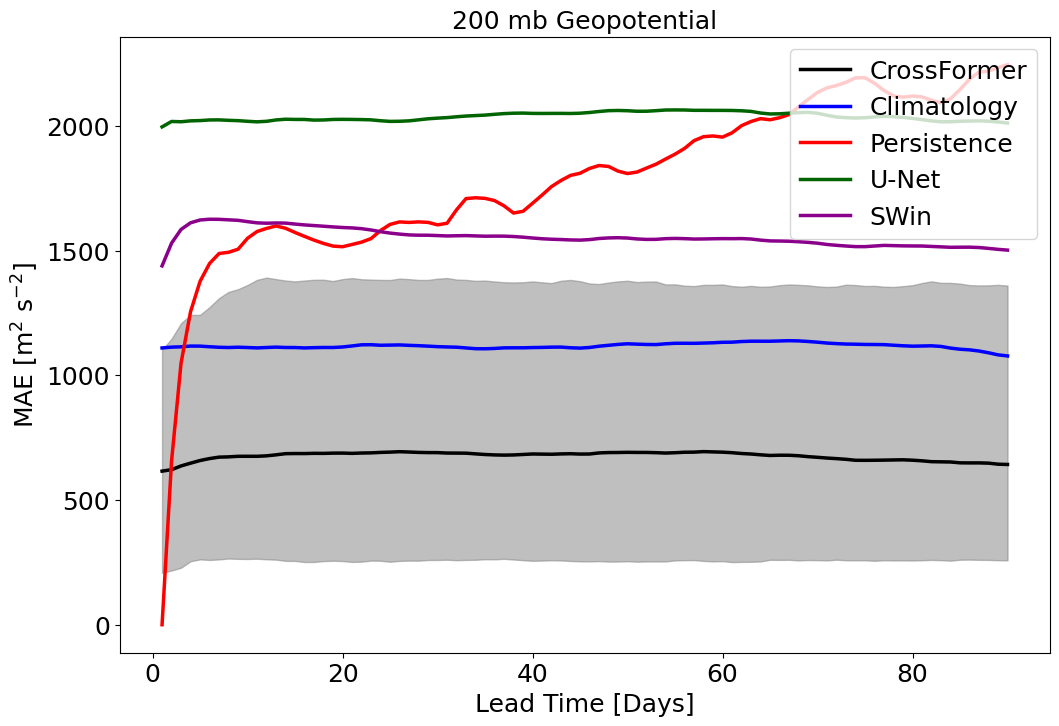 200 mb Geopotential
CrossFormer
Climatology
Persistence
U-Net
SWin
MAE [m² s⁻²]
2000
1500
1000
500
0
0 20 40 60 80
Lead Time [Days]